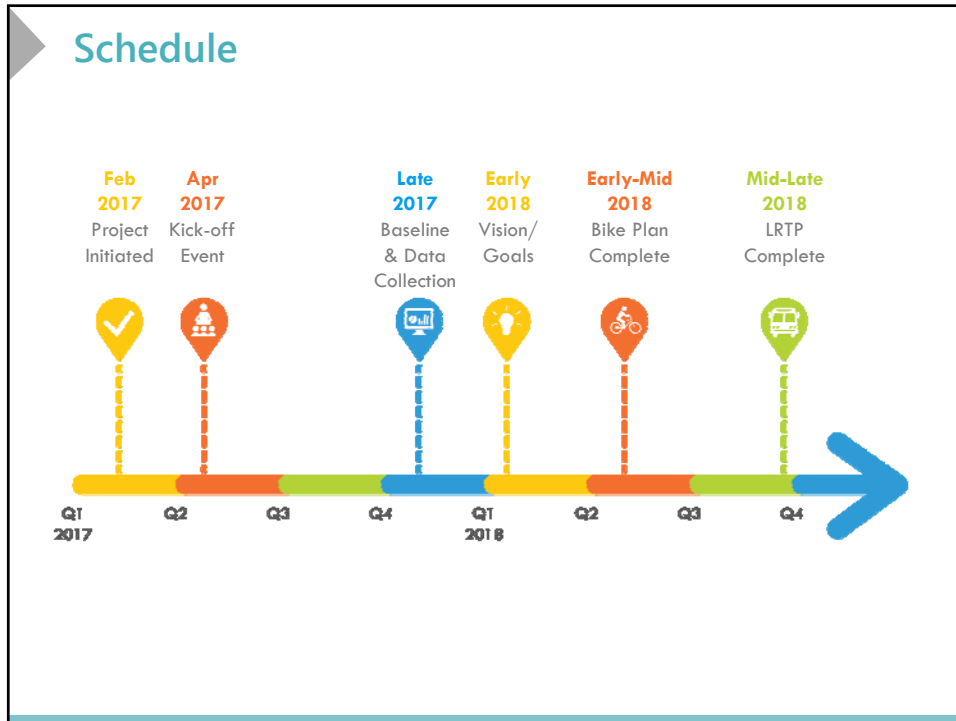 Schedule
Feb
2017
Project
Initiated
Apr
2017
Kick-off
Event
Late
2017
Baseline
& Data
Collection
Early
2018
Vision/
Goals
Early-Mid
2018
Bike Plan
Complete
Mid-Late
2018
LRTP
Complete
Q1
2017
Q2
Q3
Q4
Q1
2018
Q2
Q3
Q4